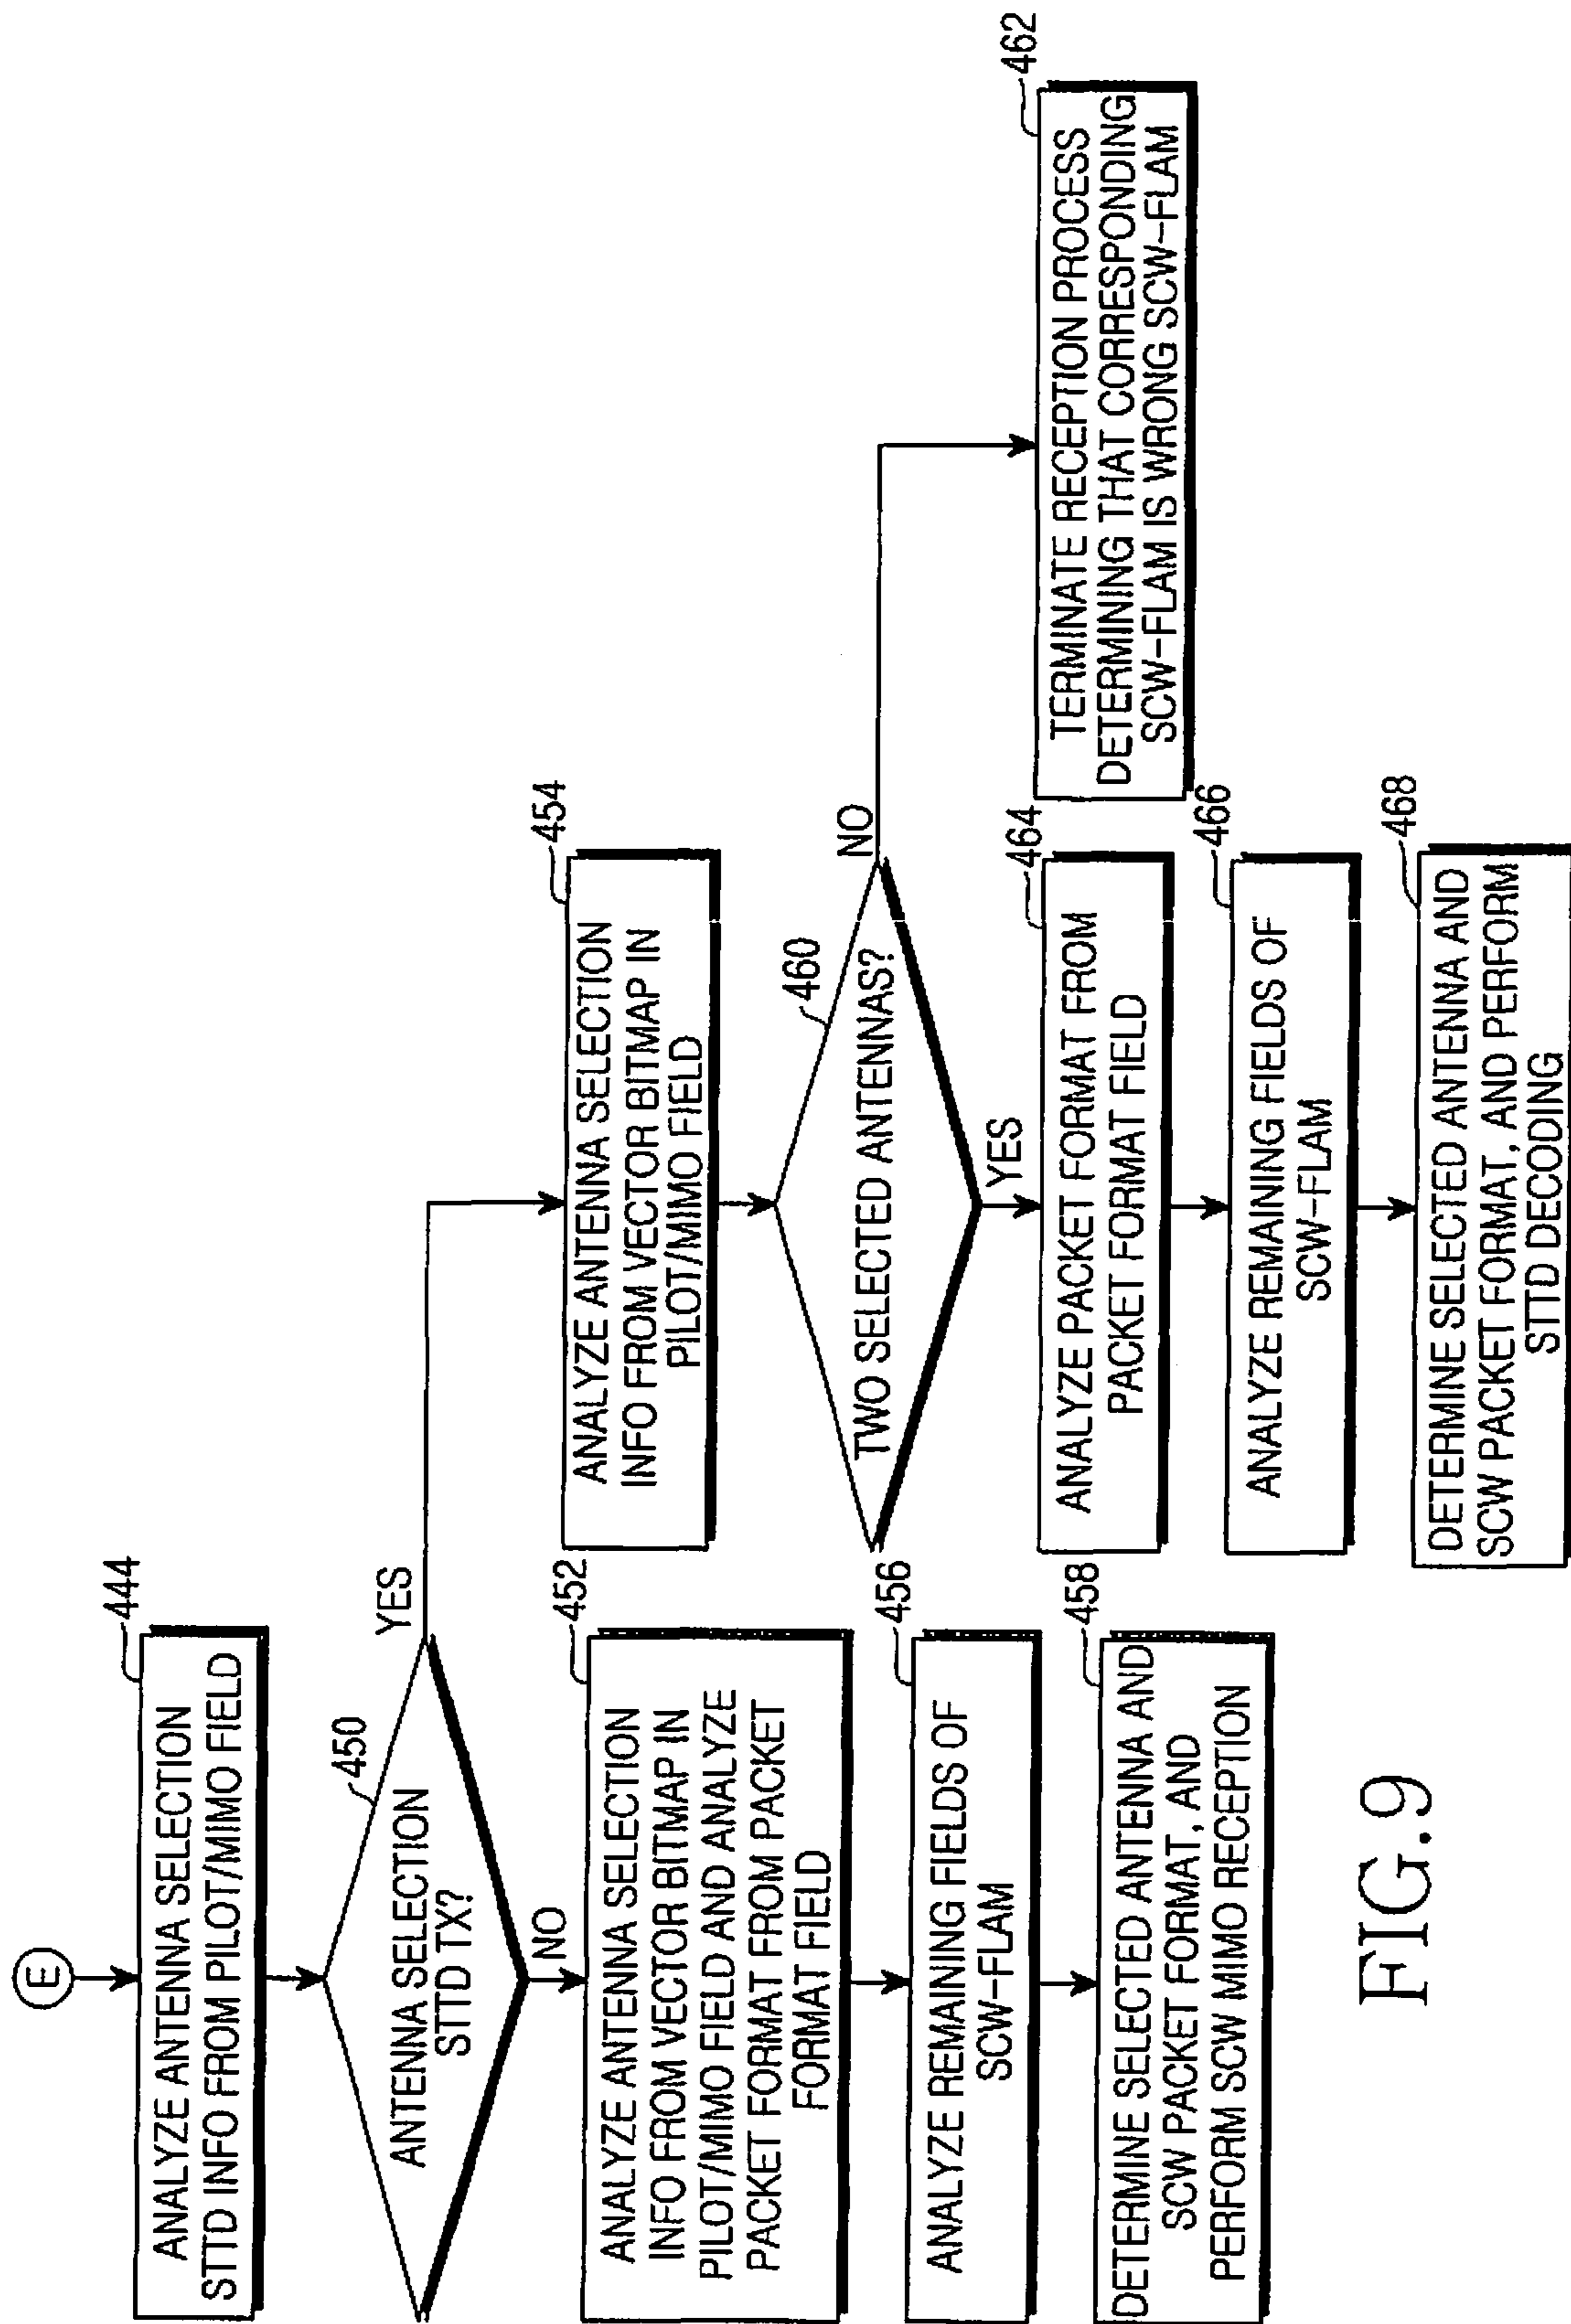 E
444
ANALYZE ANTENNA SELECTION
STTD INFO FROM PILOT/MIMO FIELD
450
ANTENNA SELECTION
STTD TX?
YES
NO
452
ANALYZE ANTENNA SELECTION
INFO FROM VECTOR BITMAP IN
PILOT/MIMO FIELD AND ANALYZE
PACKET FORMAT FROM PACKET
FORMAT FIELD
456
ANALYZE REMAINING FIELDS OF
SCW-FLAM
458
DETERMINE SELECTED ANTENNA AND
SCW PACKET FORMAT, AND
PERFORM SCW MIMO RECEPTION
454
ANALYZE ANTENNA SELECTION
INFO FROM VECTOR BITMAP IN
PILOT/MIMO FIELD
460
TWO SELECTED ANTENNAS?
NO
YES
464
ANALYZE PACKET FORMAT FROM
PACKET FORMAT FIELD
466
ANALYZE REMAINING FIELDS OF
SCW-FLAM
468
DETERMINE SELECTED ANTENNA AND
SCW PACKET FORMAT, AND PERFORM
STTD DECODING
462
TERMINATE RECEPTION PROCESS
DETERMINING THAT CORRESPONDING
SCW-FLAM IS WRONG SCW-FLAM
FIG.9